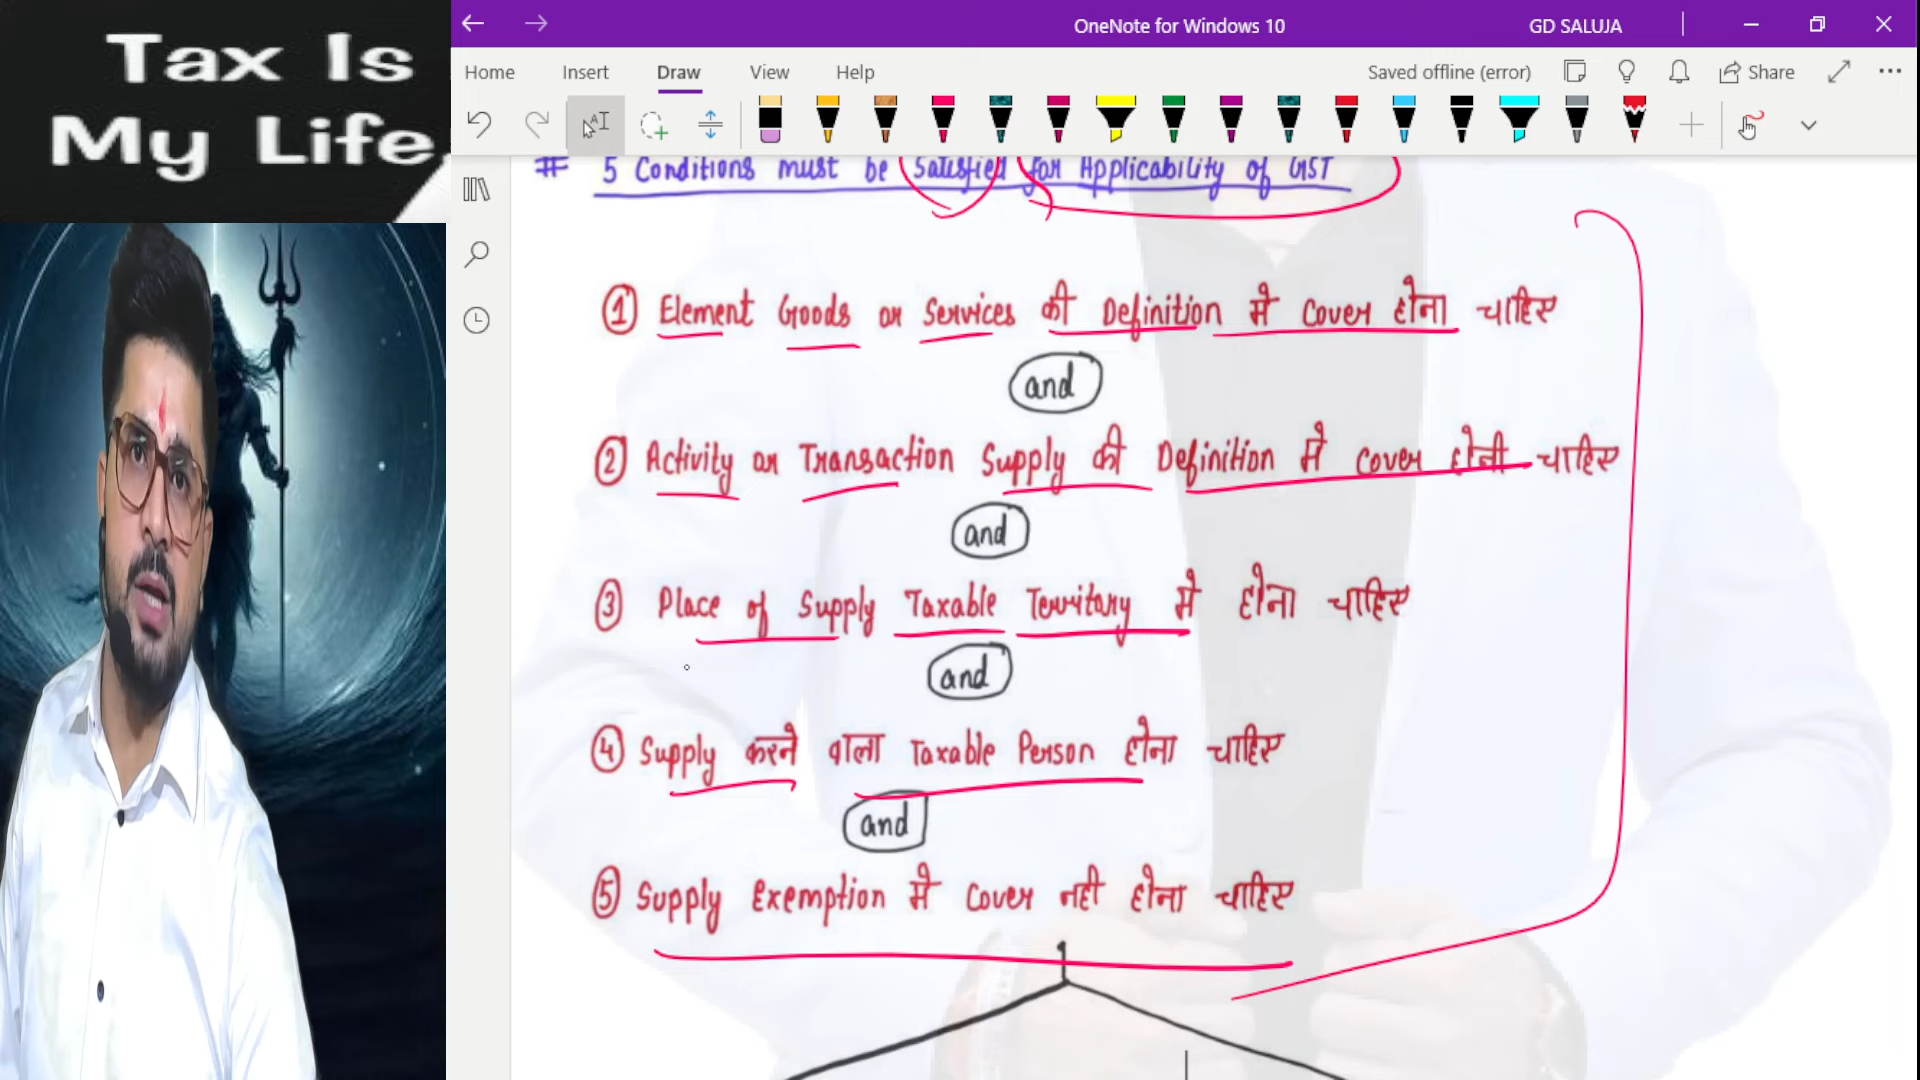 Tax Is
My Life
OneNote for Windows 10
GD SALUJA
Home Insert Draw View Help
Saved offline (error)
Share
# 5 Conditions must be Satisfied for Applicability of GST
① Element Goods or Services की Definition में Cover होना चाहिए
and
② Activity or Transaction Supply की Definition में Cover होनी चाहिए
and
③ Place of Supply Taxable Territory में होना चाहिए
and
④ Supply करने वाला Taxable Person होना चाहिए
and
⑤ Supply Exemption में Cover नही होना चाहिए